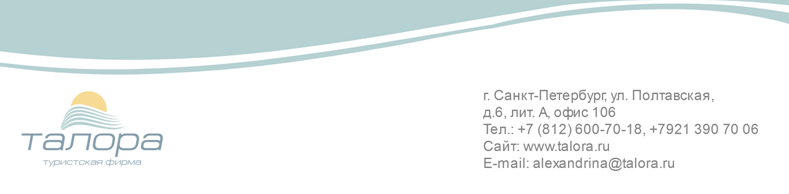 талора
туристская фирма
г. Санкт-Петербург, ул. Полтавская,
д.6, лит. А, офис 106
Тел.: +7 (812) 600-70-18, +7921 390 70 06
Сайт: www.talora.ru
E-mail: alexandrina@talora.ru